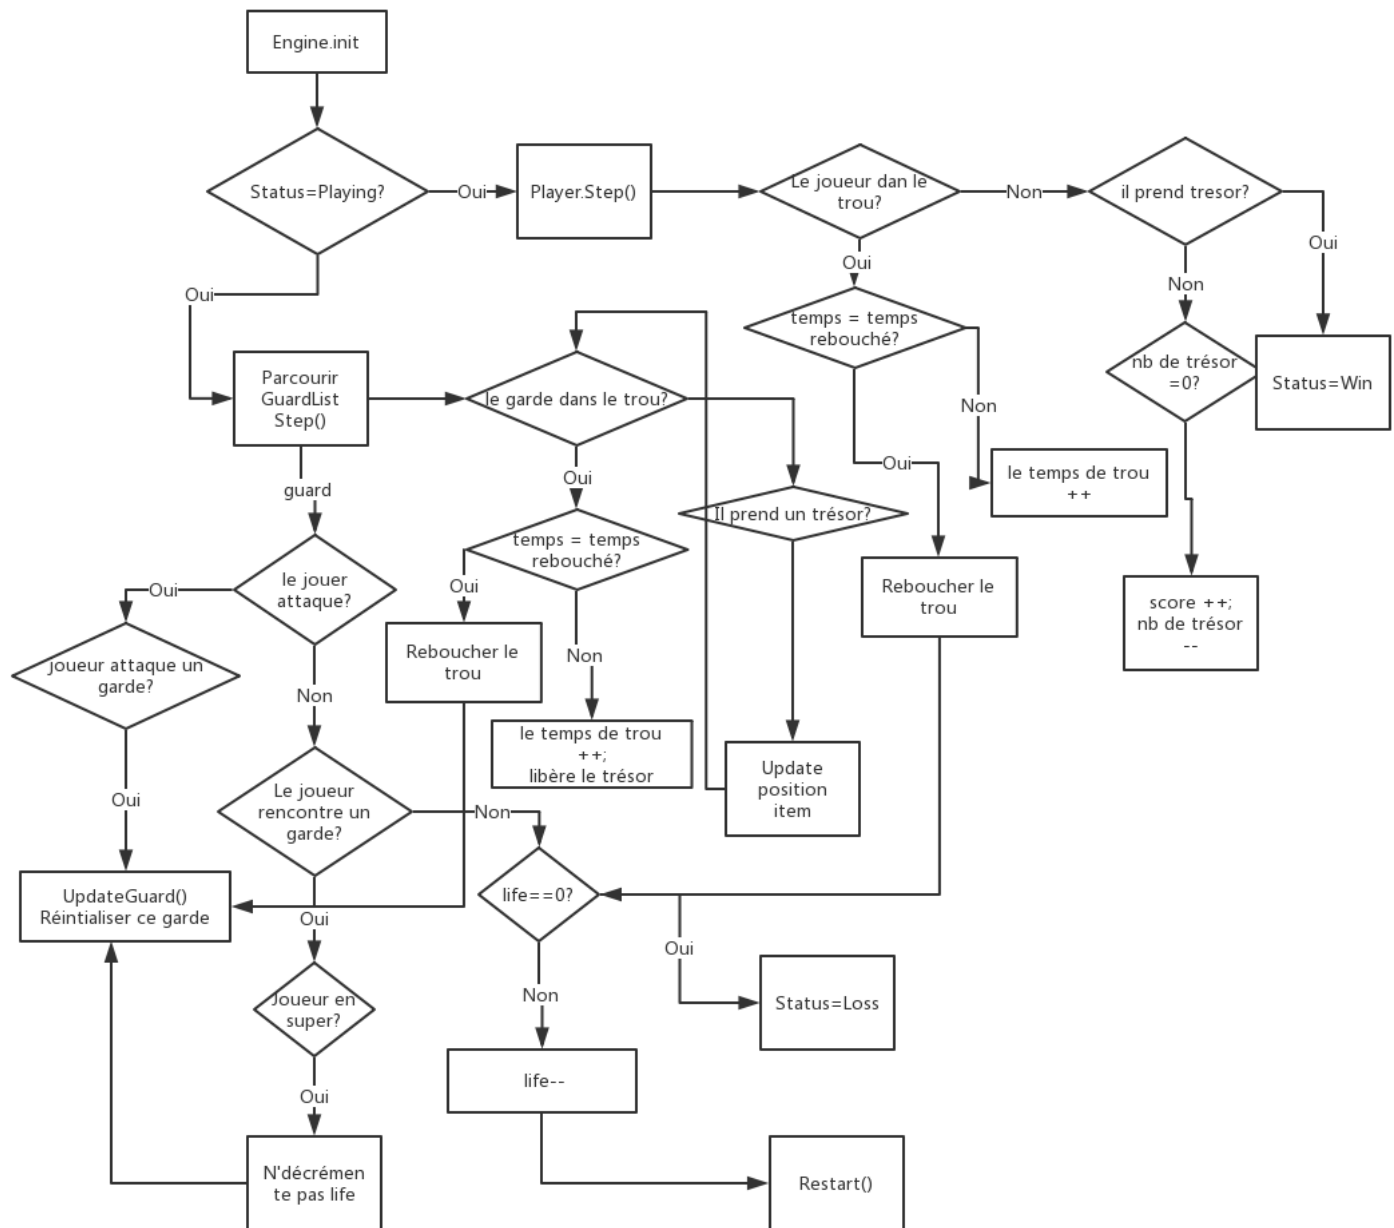 Engine.init
Status=Playing?
Oui
Player.Step()
Le joueur dan le
trou?
Non
il prend tresor?
Oui
Oui
Non
Oui
temps = temps
rebouché?
nb de trésor
=0?
Status=Win
Parcourir
GuardList
Step()
le garde dans le trou?
Non
Oui
le temps de trou
++
guard
Oui
Il prend un trésor?
temps = temps
rebouché?
le jouer
attaque?
Oui
Oui
Reboucher le
trou
score ++;
nb de trésor
--
joueur attaque un
garde?
Reboucher le
trou
Non
Non
le temps de trou
++;
libère le trésor
Update
position
item
Oui
Le joueur
rencontre un
garde?
Non
UpdateGuard()
Réintialiser ce garde
life==0?
Oui
Oui
Joueur en
super?
Non
Status=Loss
Oui
life--
N'décrémen
te pas life
Restart()